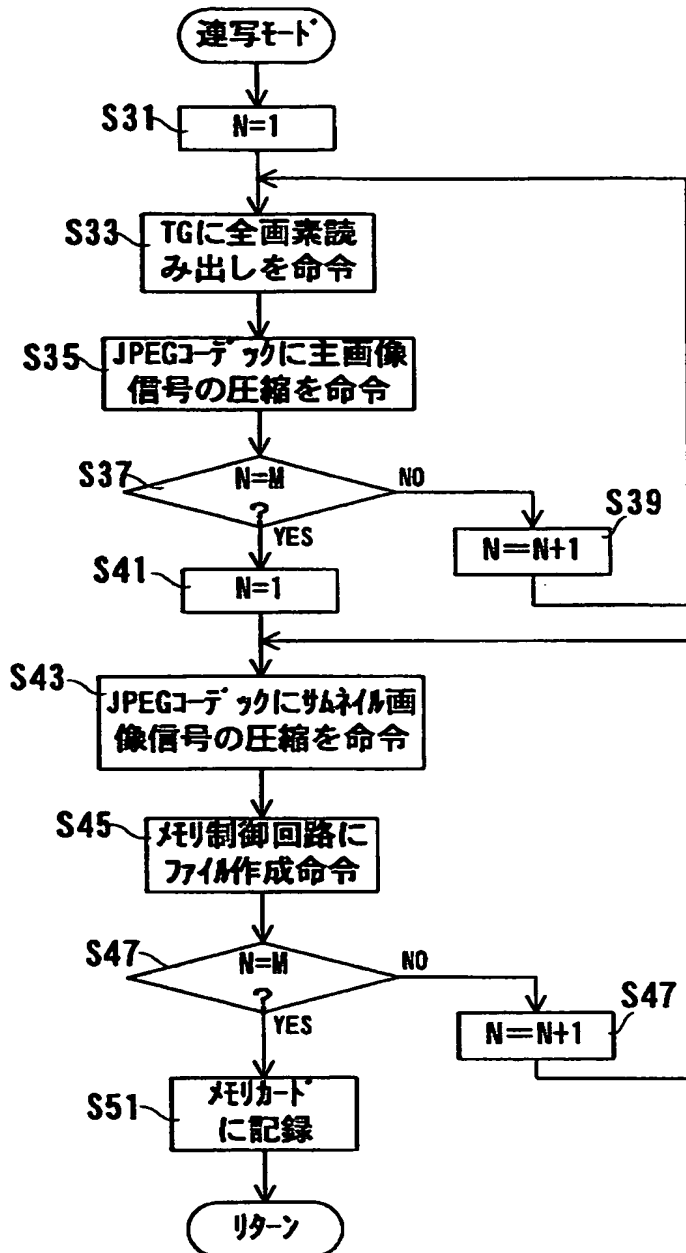 連写モード
S31
N=1
S33
TGに全画素読
み出しを命令
S35
JPEGコーデックに主画像
信号の圧縮を命令
S37
N=M
?
NO
YES
S39
N=N+1
S41
N=1
S43
JPEGコーデックにサムネイル画
像信号の圧縮を命令
S45
メモリ制御回路に
ファイル作成命令
S47
N=M
?
NO
YES
S47
N=N+1
S51
メモリカード
に記録
リターン